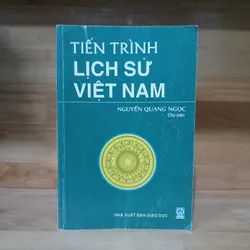 TIẾN TRÌNH
LỊCH SỬ
VIỆT NAM
NGUYỄN QUANG NGỌC
Chủ biên
NHÀ XUẤT BẢN GIÁO DỤC